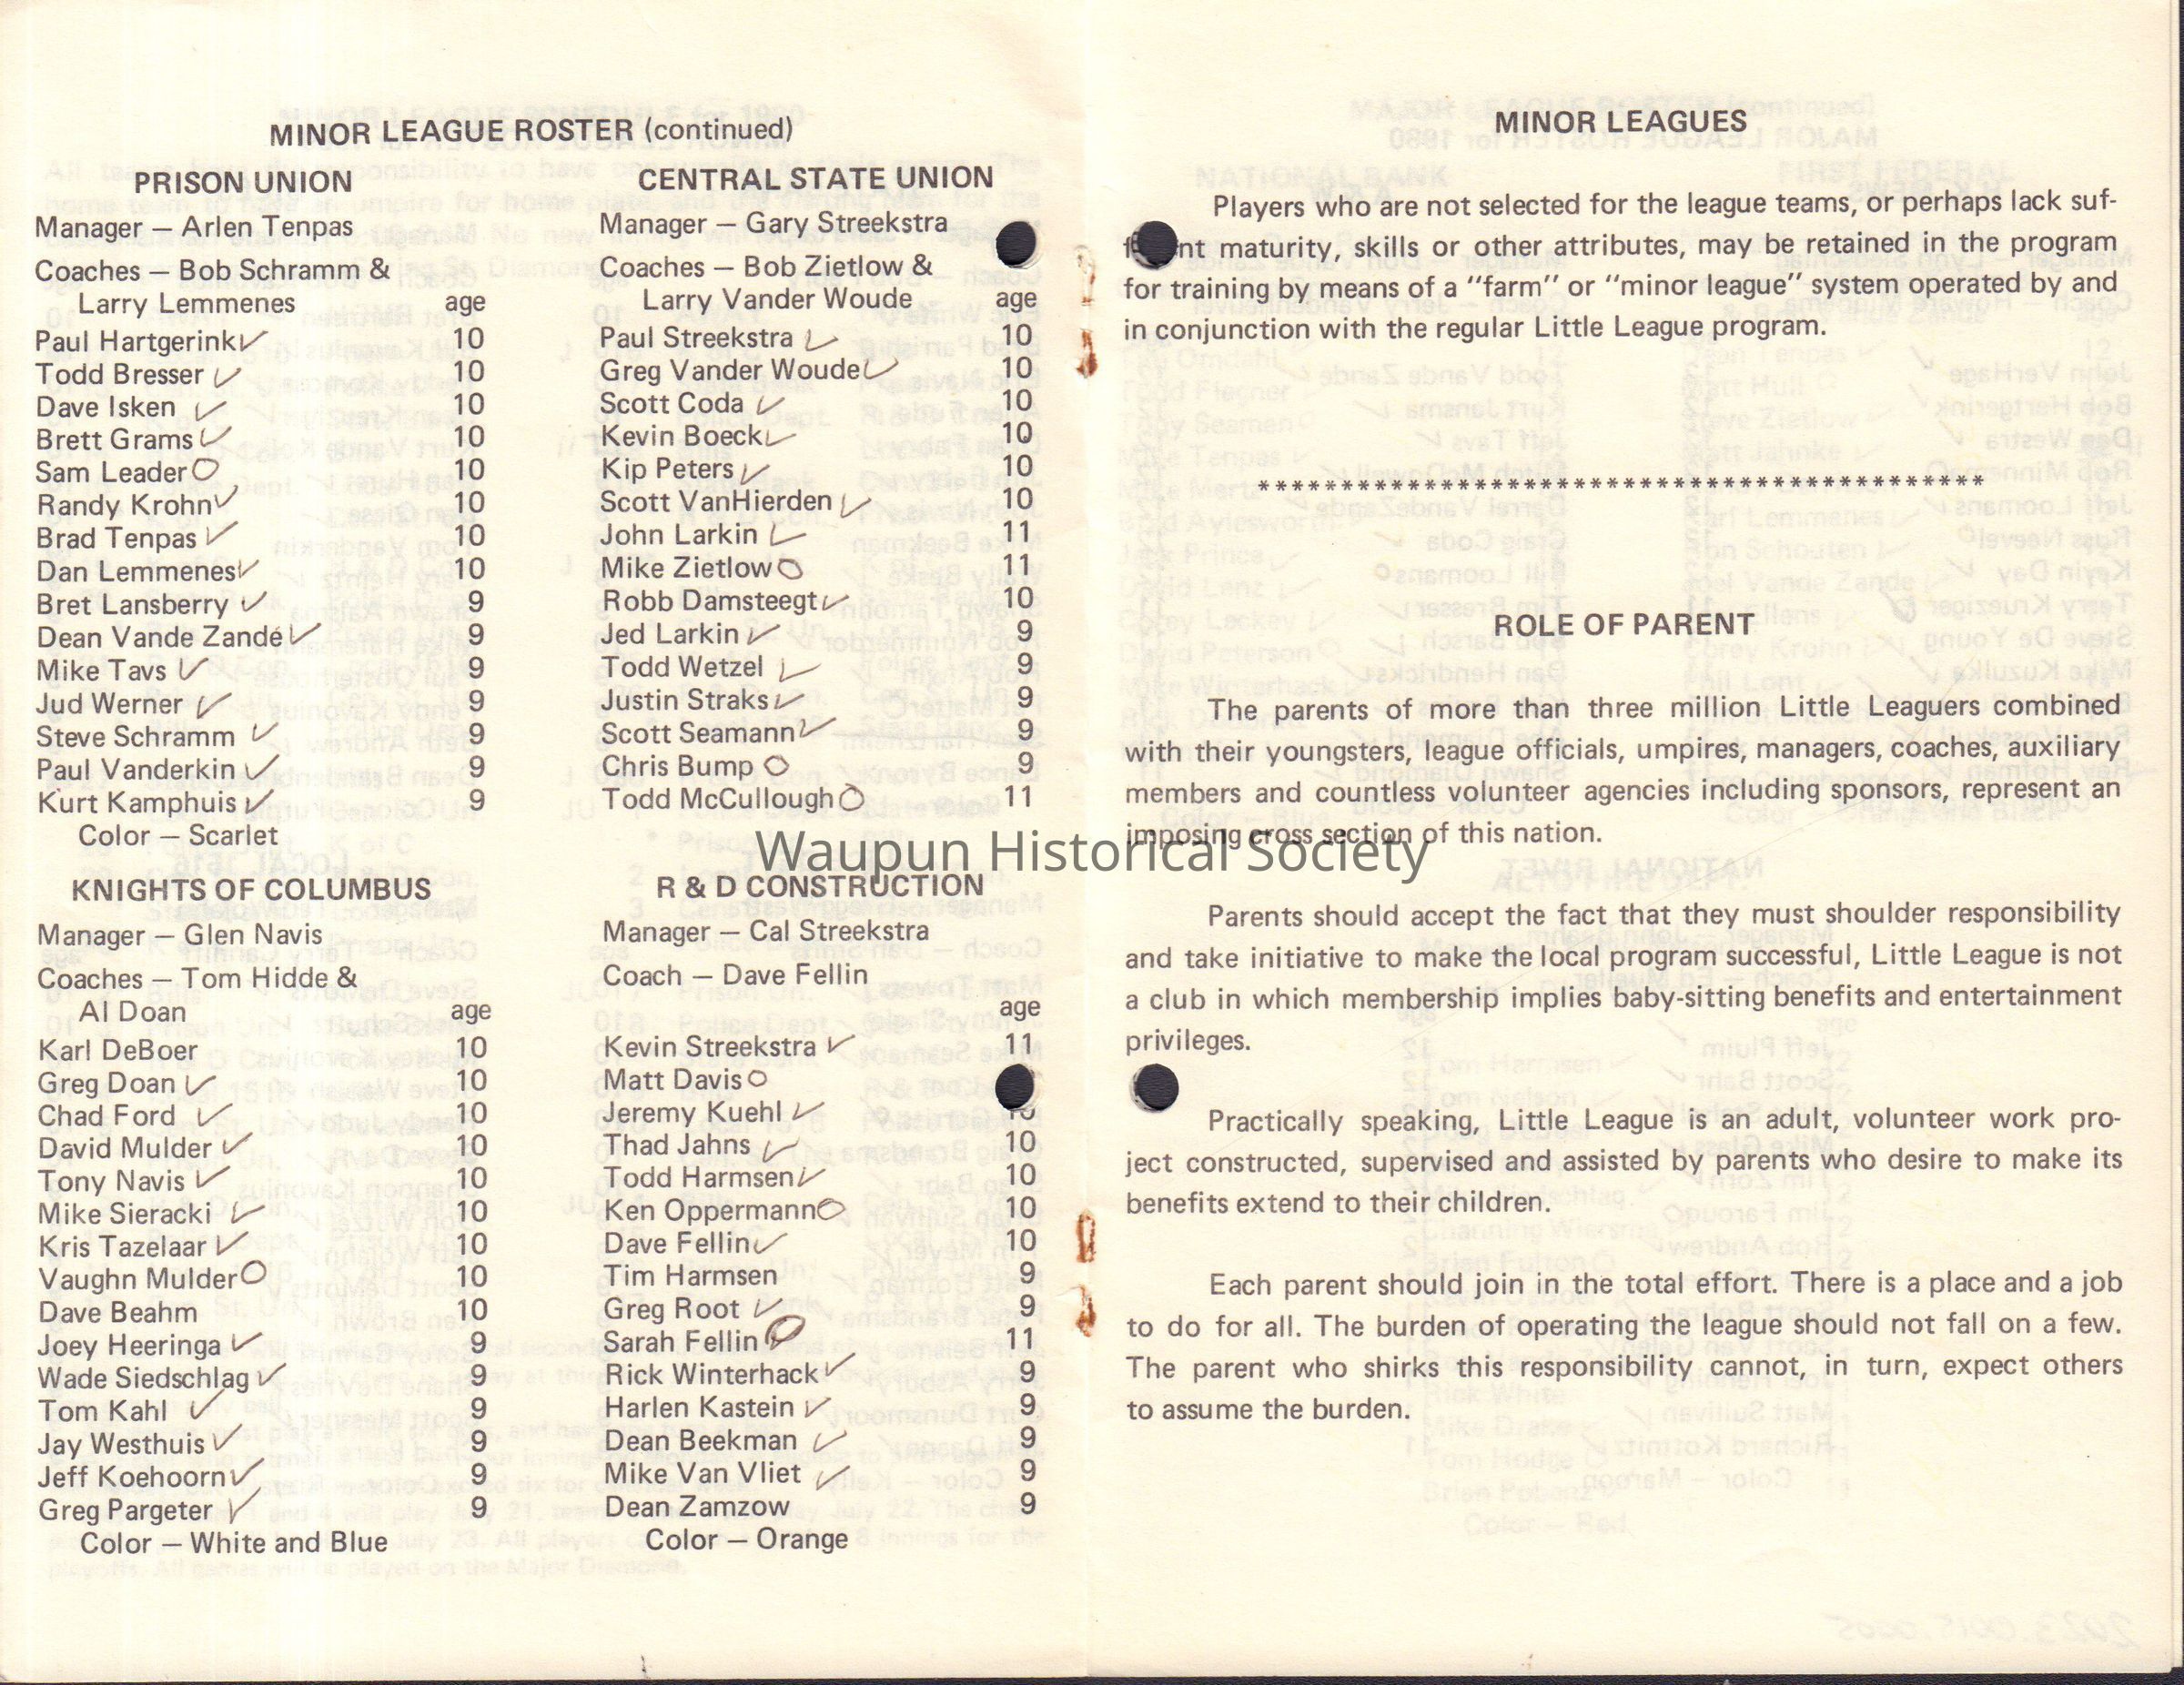 MINOR LEAGUE ROSTER (continued)
PRISON UNION
Manager — Arlen Tenpas
Coaches — Bob Schramm &
Larry Lemmenes age
Paul Hartgerink 10
Todd Bresser 10
Dave Isken 10
Brett Grams 10
Sam Leader 10
Randy Krohn 10
Brad Tenpas 10
Dan Lemmenes 10
Bret Lansberry 9
Dean Vande Zande 9
Mike Tavs 9
Jud Werner 9
Steve Schramm 9
Paul Vanderkin 9
Kurt Kamphuis 9
Color — Scarlet
CENTRAL STATE UNION
Manager — Gary Streekstra
Coaches — Bob Zietlow &
Larry Vander Woude age
Paul Streekstra 10
Greg Vander Woude 10
Scott Coda 10
Kevin Boeck 10
Kip Peters 10
Scott VanHierden 10
John Larkin 11
Mike Zietlow 11
Robb Damsteegt 10
Jed Larkin 9
Todd Wetzel 9
Justin Straks 9
Scott Seamann 9
Chris Bump 9
Todd McCullough 11
KNIGHTS OF COLUMBUS
Manager — Glen Navis
Coaches — Tom Hidde &
Al Doan age
Karl DeBoer 10
Greg Doan 10
Chad Ford 10
David Mulder 10
Tony Navis 10
Mike Sieracki 10
Kris Tazelaar 10
Vaughn Mulder 10
Dave Beahm 10
Joey Heeringa 9
Wade Siedschlag 9
Tom Kahl 9
Jay Westhuis 9
Jeff Koehoorn 9
Greg Pargeter 9
Color — White and Blue
R & D CONSTRUCTION
Manager — Cal Streekstra
Coach — Dave Fellin
age
Kevin Streekstra 11
Matt Davis
Jeremy Kuehl 10
Thad Jahns 10
Todd Harmsen 10
Ken Oppermann 10
Dave Fellin 10
Tim Harmsen 9
Greg Root 9
Sarah Fellin 11
Rick Winterhack 9
Harlen Kastein 9
Dean Beekman 9
Mike Van Vliet 9
Dean Zamzow 9
Color — Orange
MINOR LEAGUES
Players who are not selected for the league teams, or perhaps lack suf-
nt maturity, skills or other attributes, may be retained in the program
for training by means of a “farm” or “minor league” system operated by and
in conjunction with the regular Little League program.
********************************************
ROLE OF PARENT
The parents of more than three million Little Leaguers combined
with their youngsters, league officials, umpires, managers, coaches, auxiliary
members and countless volunteer agencies including sponsors, represent an
imposing cross section of this nation.
Parents should accept the fact that they must shoulder responsibility
and take initiative to make the local program successful, Little League is not
a club in which membership implies baby-sitting benefits and entertainment
privileges.
Practically speaking, Little League is an adult, volunteer work pro-
ject constructed, supervised and assisted by parents who desire to make its
benefits extend to their children.
Each parent should join in the total effort. There is a place and a job
to do for all. The burden of operating the league should not fall on a few.
The parent who shirks this responsibility cannot, in turn, expect others
to assume the burden.
Waupun Historical Society